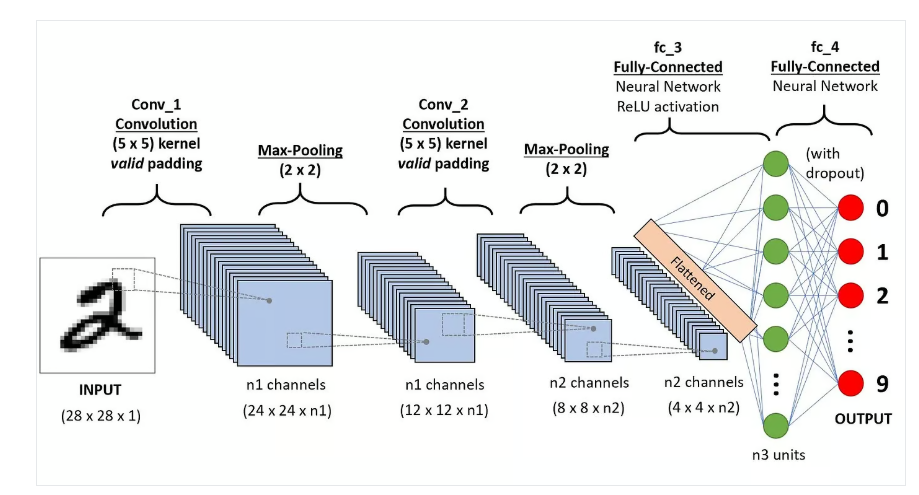 fc_3
Fully-Connected
Neural Network
ReLU activation
fc_4
Fully-Connected
Neural Network
Conv_1
Convolution
(5 x 5) kernel
valid padding
Max-Pooling
(2 x 2)
Conv_2
Convolution
(5 x 5) kernel
valid padding
Max-Pooling
(2 x 2)
(with
dropout)
2
Flattened
0
1
2
9
INPUT
(28 x 28 x 1)
n1 channels
(24 x 24 x n1)
n1 channels
(12 x 12 x n1)
n2 channels
(8 x 8 x n2)
n2 channels
(4 x 4 x n2)
n3 units
OUTPUT